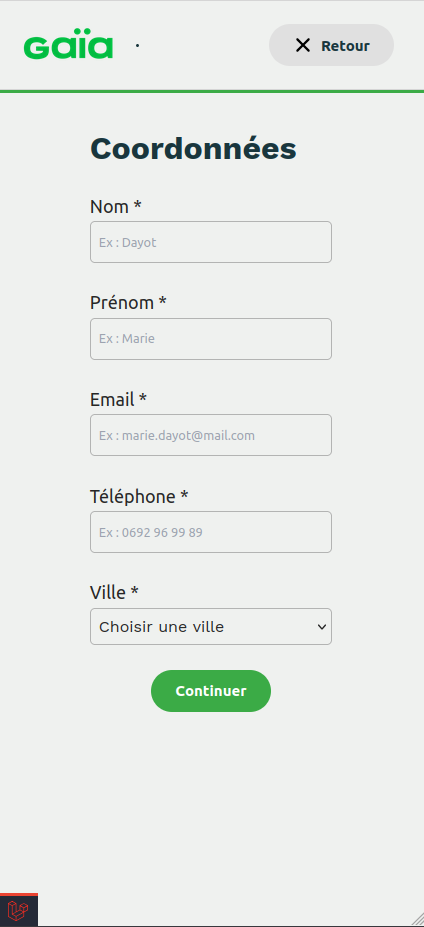 Gaïa
Retour
Coordonnées
Nom *
Ex : Dayot
Prénom *
Ex : Marie
Email *
Ex : marie.dayot@mail.com
Téléphone *
Ex : 0692 96 99 89
Ville *
Choisir une ville
Continuer